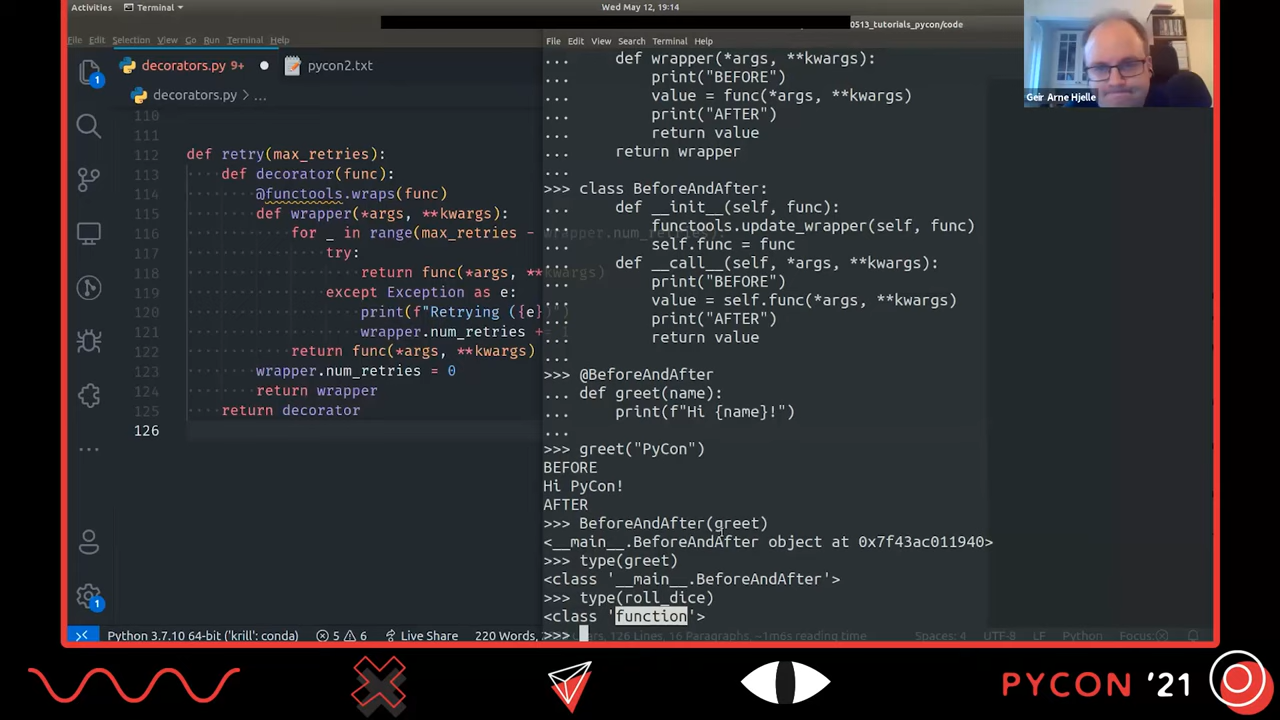 Activities
Terminal
Wed May 12, 19:14
0513_tutorials_pycon/code
File Edit Selection View Go Run Terminal Help
decorators.py 9+
pycon2.txt
decorators.py > ...
110
111
112 def retry(max_retries):
113 def decorator(func):
114 @functools.wraps(func)
115 def wrapper(*args, **kwargs):
116 for _ in range(max_retries - wrapper.num_retries):
117 try:
118 return func(*args, **kwargs)
119 except Exception as e:
120 print(f"Retrying ({e})")
121 wrapper.num_retries +=
122 return func(*args, **kwargs)
123 wrapper.num_retries = 0
124 return wrapper
125 return decorator
126
File Edit View Search Terminal Help
... def wrapper(*args, **kwargs):
... print("BEFORE")
... value = func(*args, **kwargs)
... print("AFTER")
... return value
... return wrapper
...
>>> class BeforeAndAfter:
... def __init__(self, func):
... functools.update_wrapper(self, func)
... self.func = func
... def __call__(self, *args, **kwargs):
... print("BEFORE")
... value = self.func(*args, **kwargs)
... print("AFTER")
... return value
...
>>> @BeforeAndAfter
... def greet(name):
... print(f"Hi {name}!")
...
>>> greet("PyCon")
BEFORE
Hi PyCon!
AFTER
>>> BeforeAndAfter(greet)
<__main__.BeforeAndAfter object at 0x7f43ac011940>
>>> type(greet)
<class '__main__.BeforeAndAfter'>
>>> type(roll_dice)
<class 'function'>
>>>
Geir Arne Hjelle
1
1
Python 3.7.10 64-bit ('krill': conda) 5 6 Live Share 220 Words, 126 Lines, 16 Paragraphs, ~1m6s reading time Spaces: 4 UTF-8 LF Python Focus:
PYCON '21